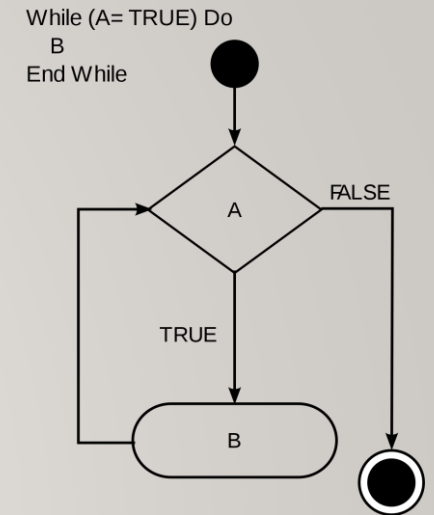 While (A= TRUE) Do
B
End While
A
FALSE
TRUE
B